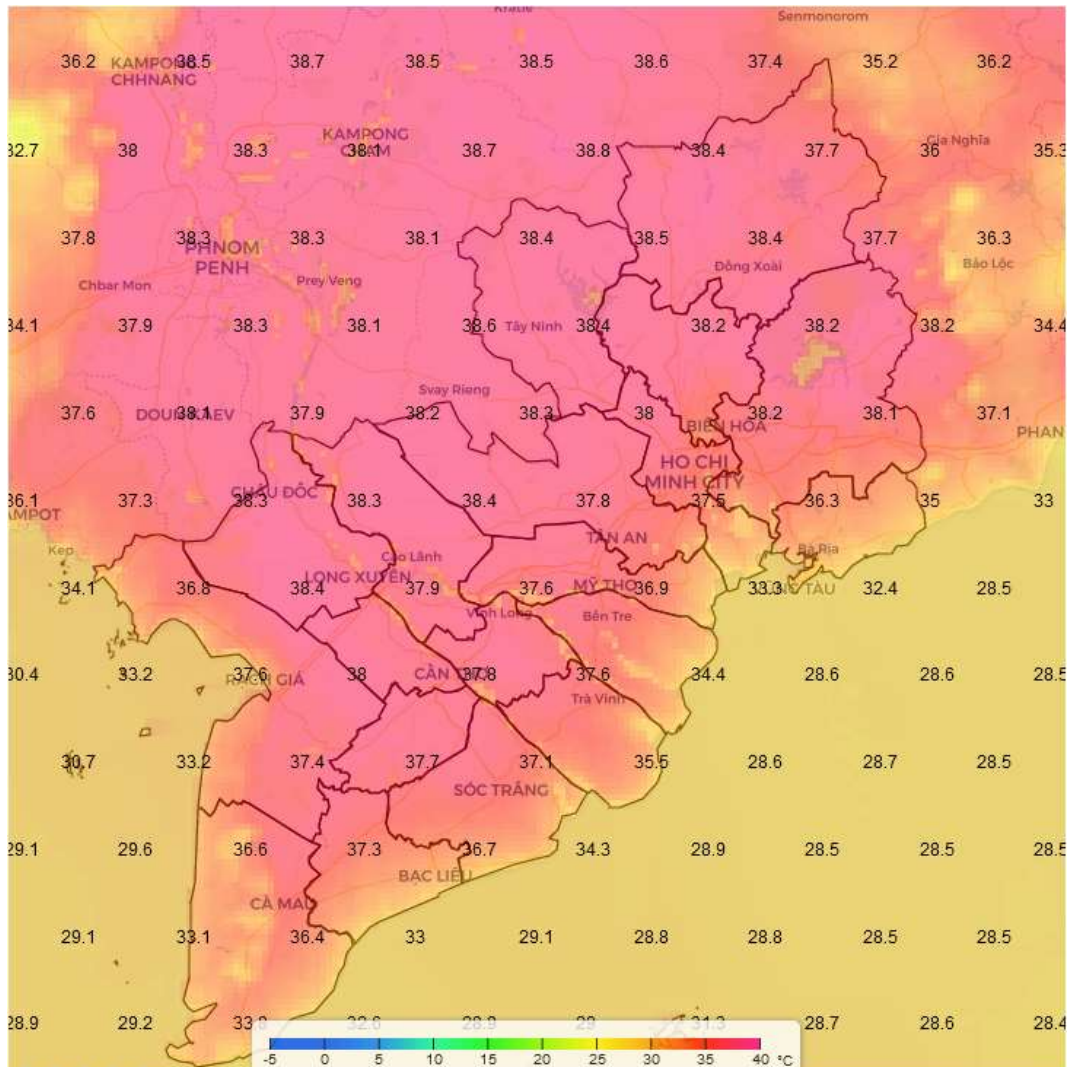 Kratie
Senmonorom
36.2 KAMPONG 38.5 38.7 38.5 38.5 38.6 37.4 35.2 36.2
CHHNANG
KAMPONG
CHAM
Gia Nghĩa
32.7 38 38.3 38.1 38.7 38.8 38.4 37.7 36 35.3
37.8 38.3 38.3 38.1 38.4 38.5 38.4 37.7 36.3
PHNOM
PENH
Đồng Xoài
Bảo Lộc
Chbar Mon
Prey Veng
34.1 37.9 38.3 38.1 38.6 Tây Ninh 38.4 38.2 38.2 38.2 34.4
Svay Rieng
37.6 DOUN KAEV 38.1 37.9 38.2 38.3 38 38.2 38.1 37.1
BIÊN HÒA
PHAN
HO CHI
MINH CITY
CHÂU ĐỐC
36.1 37.3 38.3 38.3 38.4 37.8 37.5 36.3 35 33
AMPOT
TÂN AN
Kep
Cao Lãnh
Bà Rịa
LONG XUYÊN
MỸ THO
34.1 36.8 38.4 37.9 37.6 36.9 33.3 NG TÀU 32.4 28.5
Vĩnh Long
Bến Tre
30.4 33.2 37.6 38 37.8 37.6 34.4 28.6 28.6 28.5
RẠCH GIÁ
CẦN THƠ
Trà Vinh
30.7 33.2 37.4 37.7 37.1 35.5 28.6 28.7 28.5
SÓC TRĂNG
29.1 29.6 36.6 37.3 36.7 34.3 28.9 28.5 28.5 28.5
BẠC LIÊU
CÀ MAU
29.1 33.1 36.4 33 29.1 28.8 28.8 28.5 28.5
28.9 29.2 33.8 32.6 28.9 29 31.3 28.7 28.6 28.4
-5 0 5 10 15 20 25 30 35 40 °C